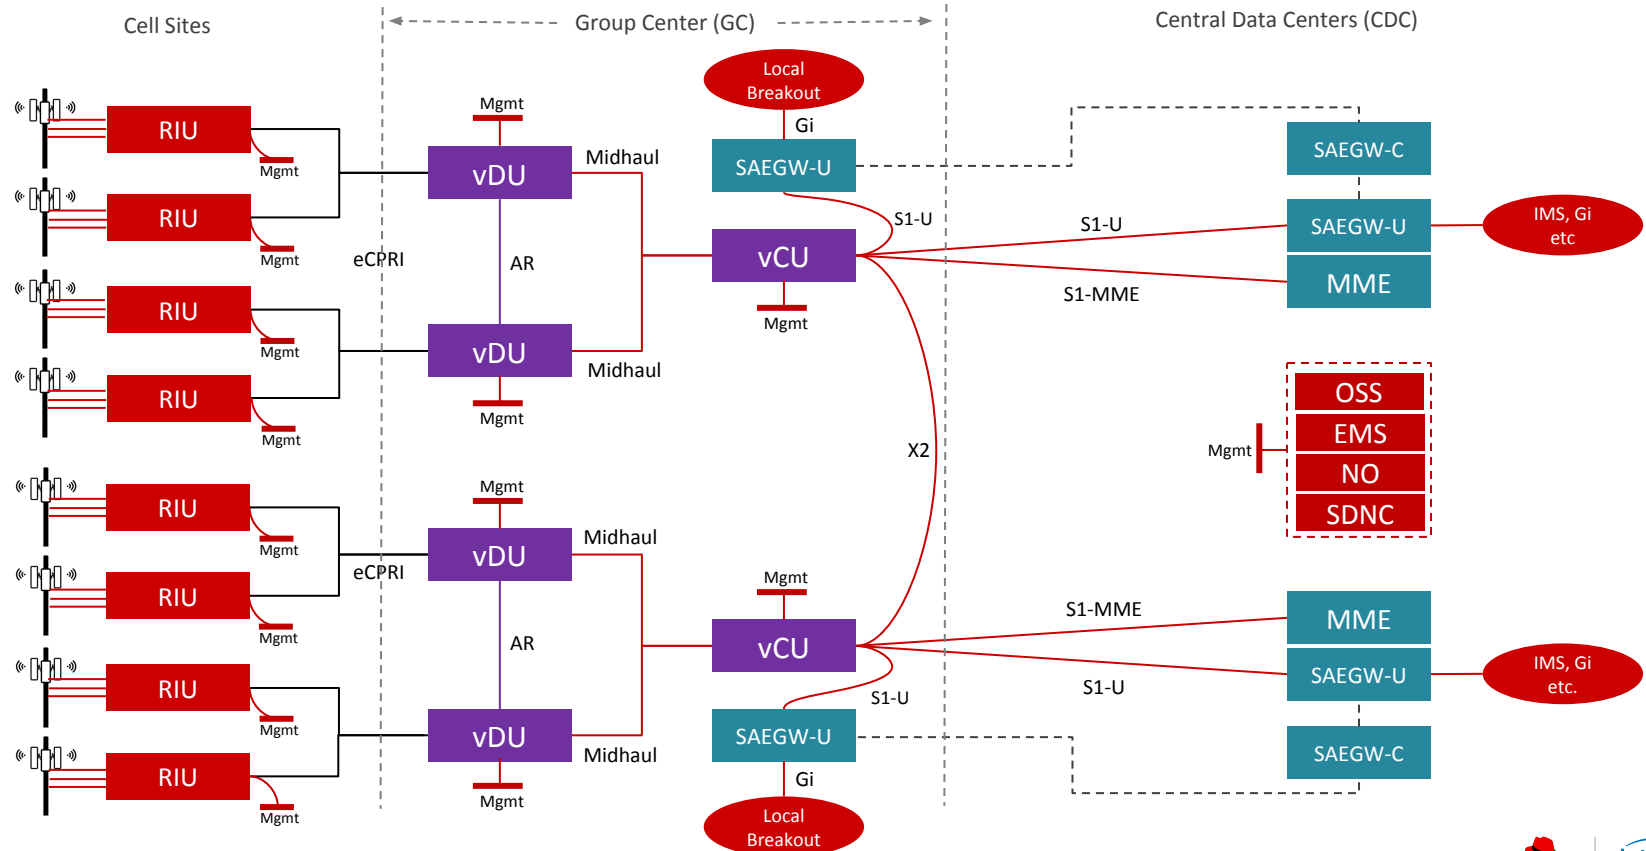 Cell Sites
Group Center (GC)
Central Data Centers (CDC)
Local
Breakout
Mgmt
Gi
RIU
Mgmt
vDU
Midhaul
SAEGW-U
SAEGW-C
RIU
Mgmt
S1-U
S1-U
SAEGW-U
IMS, Gi
etc
eCPRI
AR
vCU
MME
S1-MME
Mgmt
RIU
Mgmt
vDU
Midhaul
RIU
Mgmt
Mgmt
OSS
EMS
NO
SDNC
Mgmt
X2
RIU
Mgmt
Mgmt
vDU
Midhaul
eCPRI
RIU
Mgmt
Mgmt
vCU
AR
S1-MME
MME
S1-U
SAEGW-U
IMS, Gi
etc.
RIU
Mgmt
S1-U
vDU
Midhaul
SAEGW-U
SAEGW-C
RIU
Mgmt
Mgmt
Gi
Local
Breakout